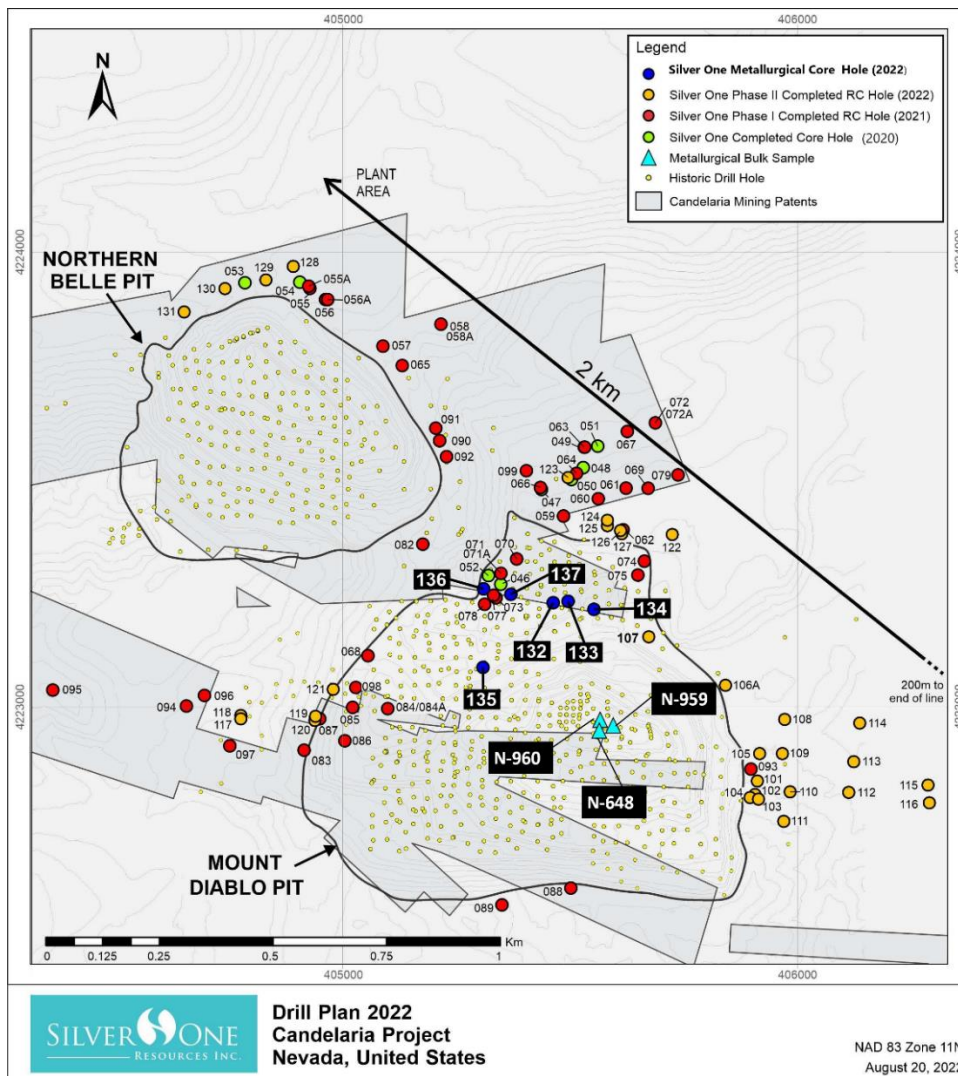 405000
406000
4224000
4224000
4223000
4223000
N
Legend
Silver One Metallurgical Core Hole (2022)
Silver One Phase II Completed RC Hole (2022)
Silver One Phase I Completed RC Hole (2021)
Silver One Completed Core Hole (2020)
Metallurgical Bulk Sample
Historic Drill Hole
Candelaria Mining Patents
PLANT
AREA
2 km
200m to
end of line
NORTHERN
BELLE PIT
128
129
053
130
131
054
055A
055
056A
056
058
058A
057
065
091
090
092
072
072A
067
063
051
049
064
048
123
099
066
047
050
060
061
069
079
059
124
125
126
127
062
122
082
071
071A
070
052
046
074
075
136
137
078
077
073
132
133
134
107
135
068
106A
095
094
096
118
117
097
121
098
119
120
087
085
084/084A
083
086
N-959
N-960
N-648
108
114
105
109
093
113
101
104
102
103
110
112
115
116
111
MOUNT
DIABLO PIT
088
089
0
0.125
0.25
0.5
0.75
1
Km
405000
406000
SILVER ONE
RESOURCES INC.
Drill Plan 2022
Candelaria Project
Nevada, United States
NAD 83 Zone 11N
August 20, 2022